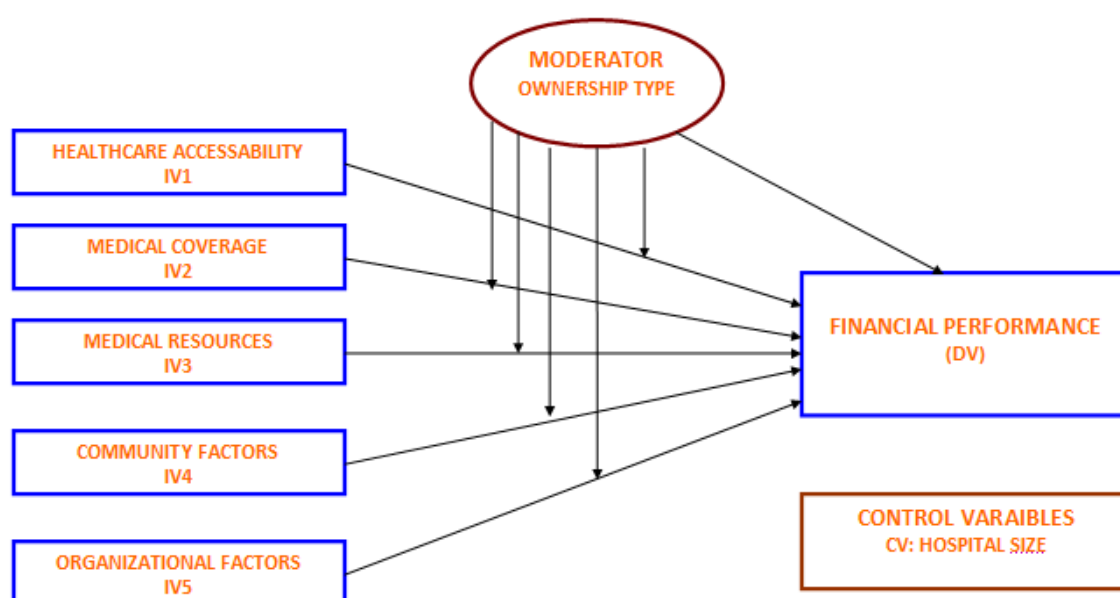 MODERATOR
OWNERSHIP TYPE
HEALTHCARE ACCESSABILITY
IV1
MEDICAL COVERAGE
IV2
MEDICAL RESOURCES
IV3
FINANCIAL PERFORMANCE
(DV)
COMMUNITY FACTORS
IV4
CONTROL VARAIBLES
CV: HOSPITAL SIZE
ORGANIZATIONAL FACTORS
IV5